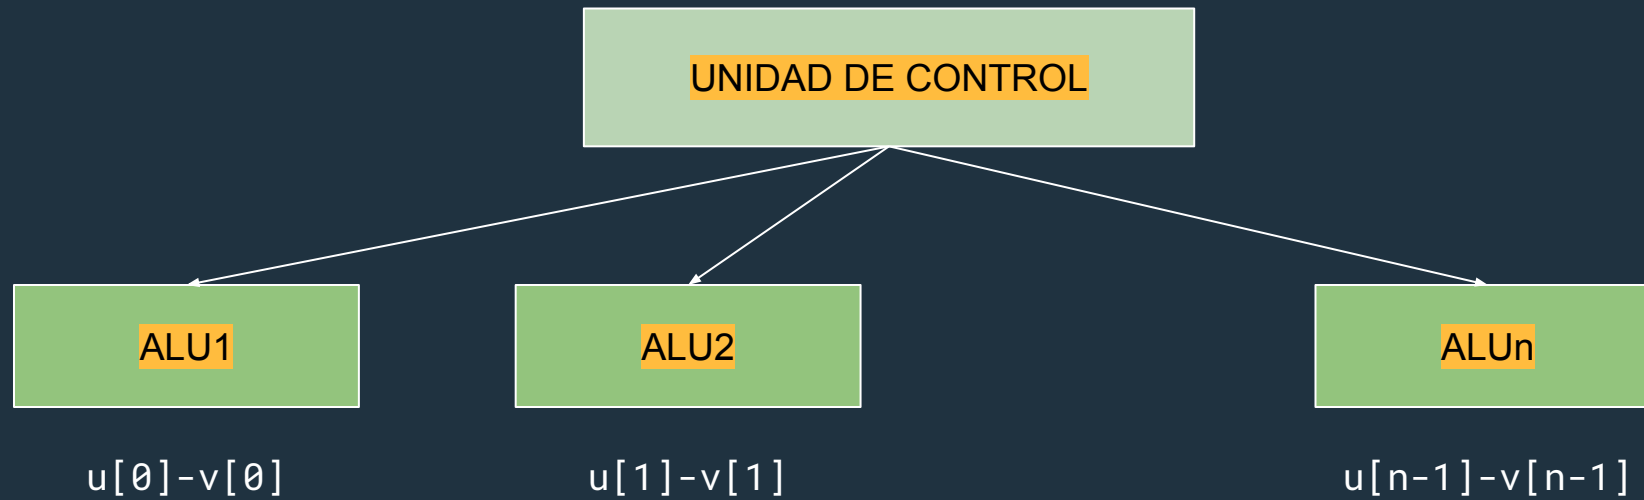 UNIDAD DE CONTROL
ALU1
ALU2
ALUn
u[0]-v[0]
u[1]-v[1]
u[n-1]-v[n-1]